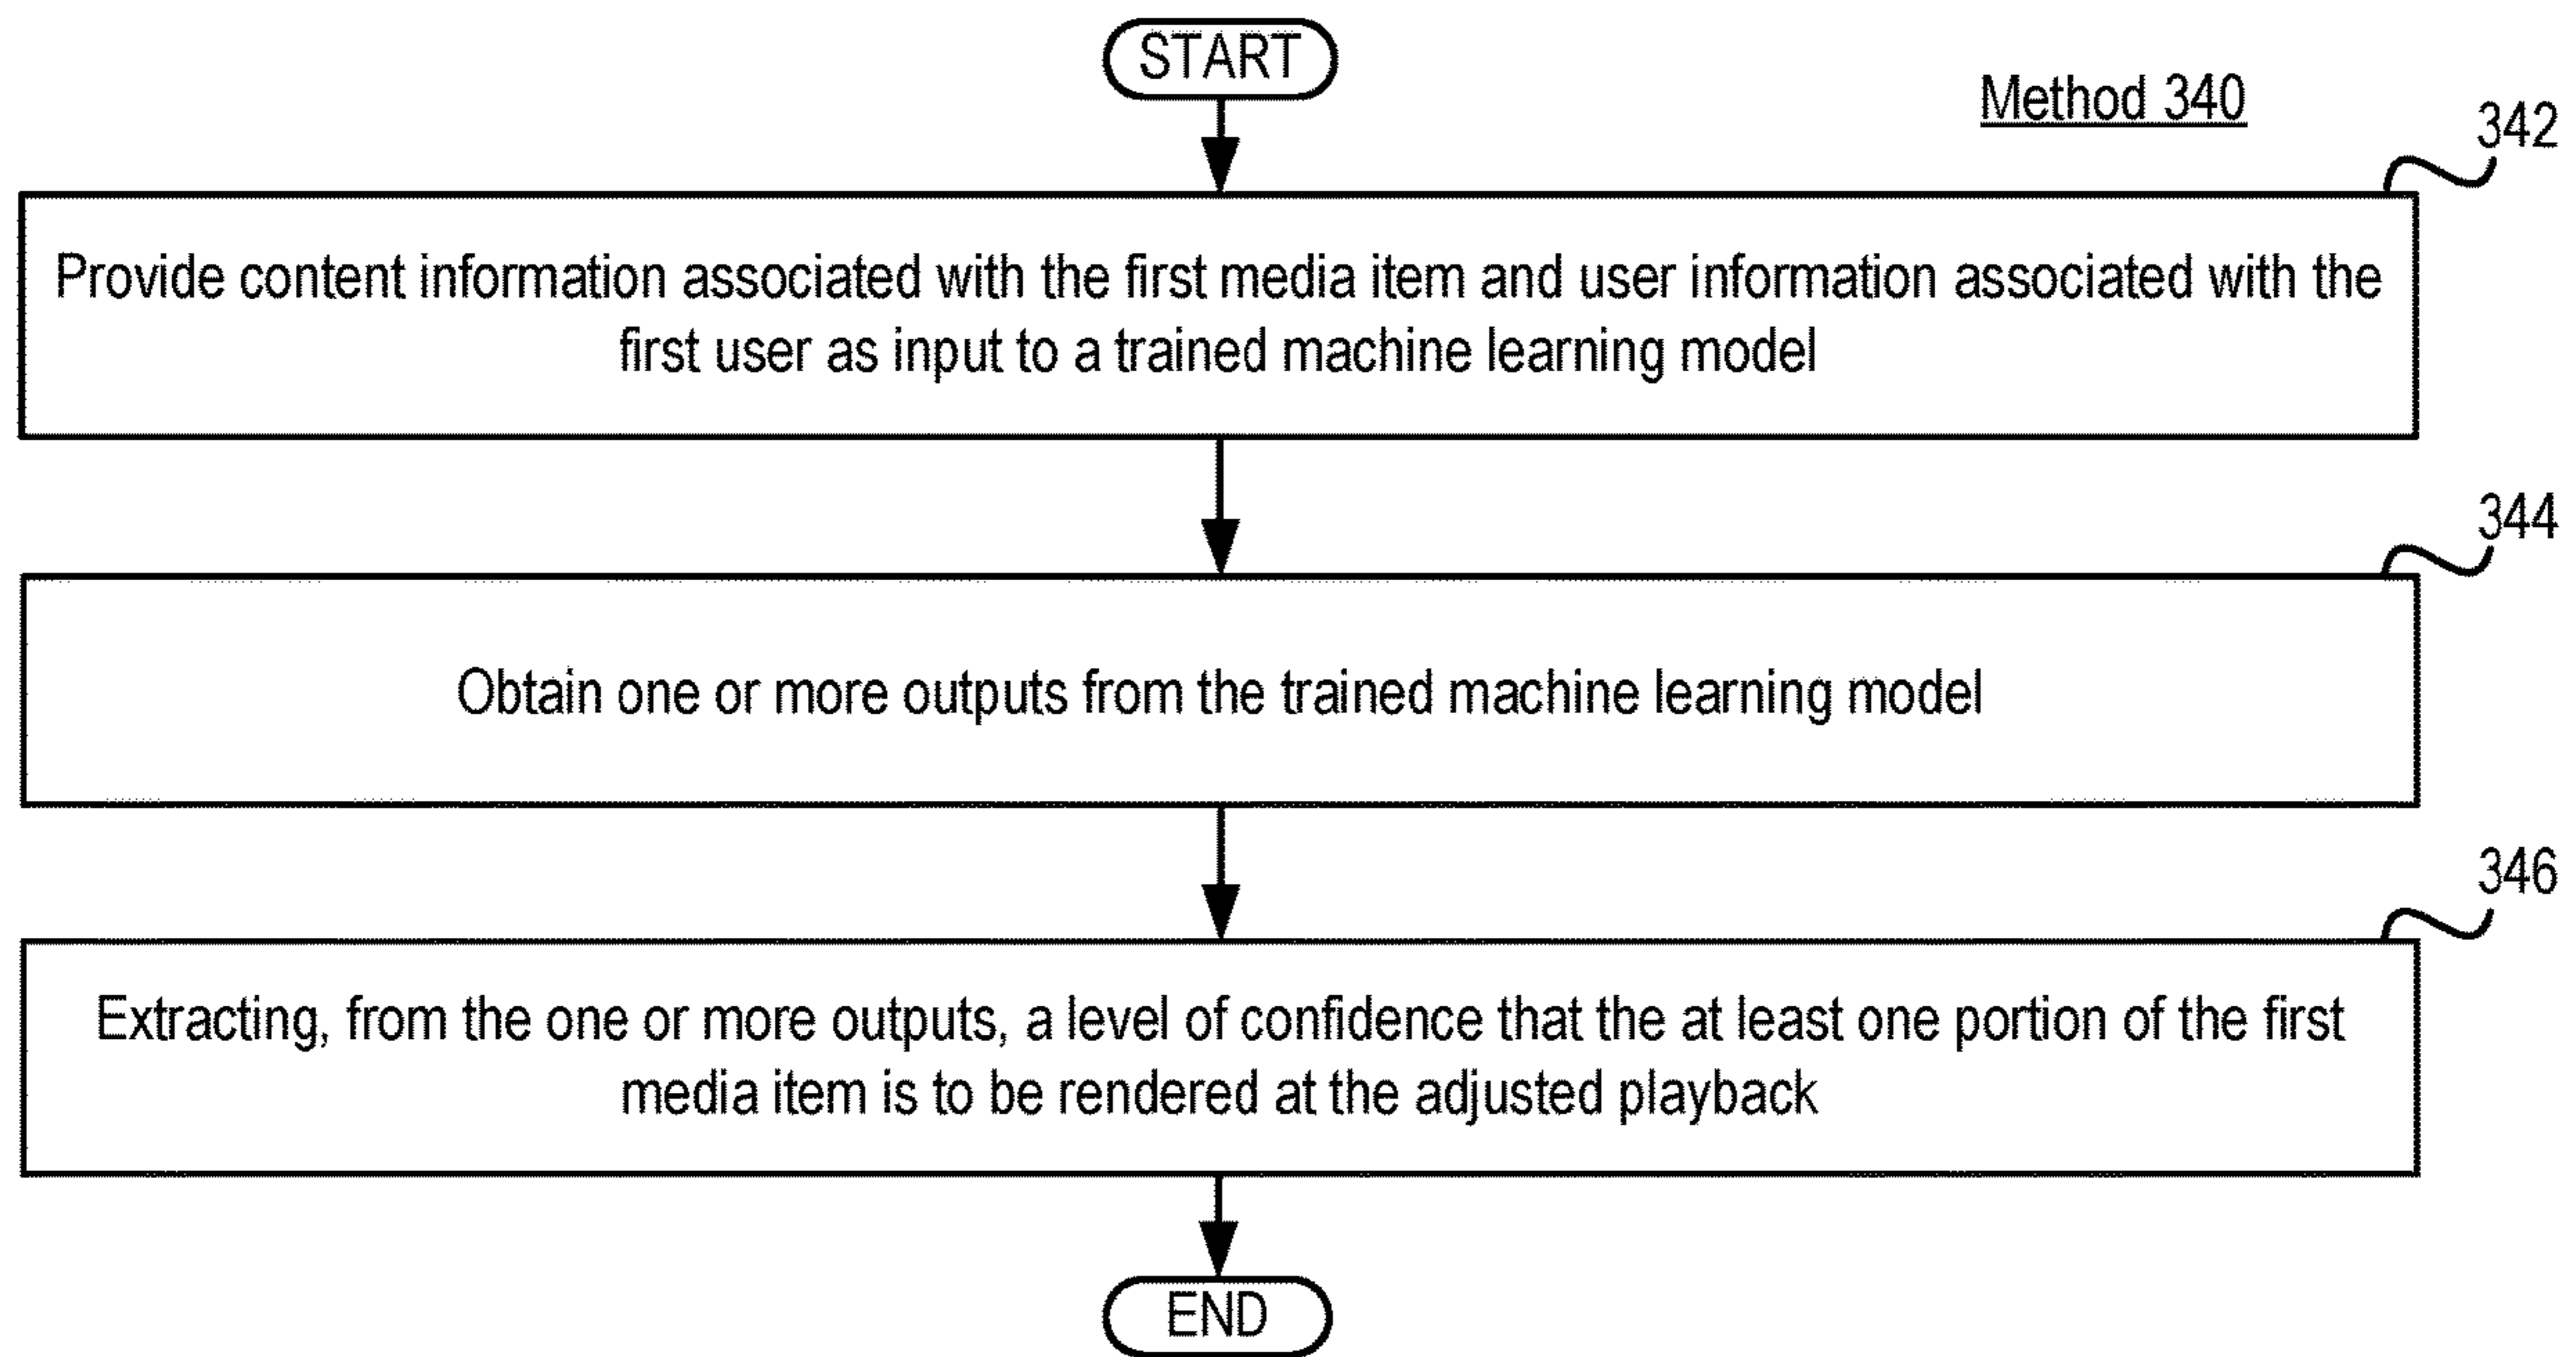 START
Method 340
342
Provide content information associated with the first media item and user information associated with the
first user as input to a trained machine learning model
344
Obtain one or more outputs from the trained machine learning model
346
Extracting, from the one or more outputs, a level of confidence that the at least one portion of the first
media item is to be rendered at the adjusted playback
END